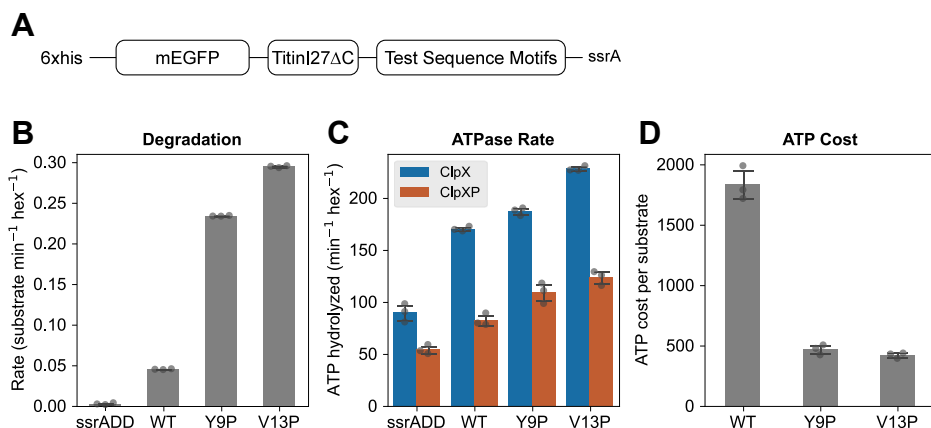 A
6xhis
mEGFP
TitinI27ΔC
Test Sequence Motifs
ssrA
B
Degradation
Rate (substrate min⁻¹ hex⁻¹)
0.30
0.25
0.20
0.15
0.10
0.05
0.00
ssrADD WT Y9P V13P
C
ATPase Rate
ClpX
ClpXP
ATP hydrolyzed (min⁻¹ hex⁻¹)
200
150
100
50
0
ssrADD WT Y9P V13P
D
ATP Cost
ATP cost per substrate
2000
1500
1000
500
0
WT Y9P V13P